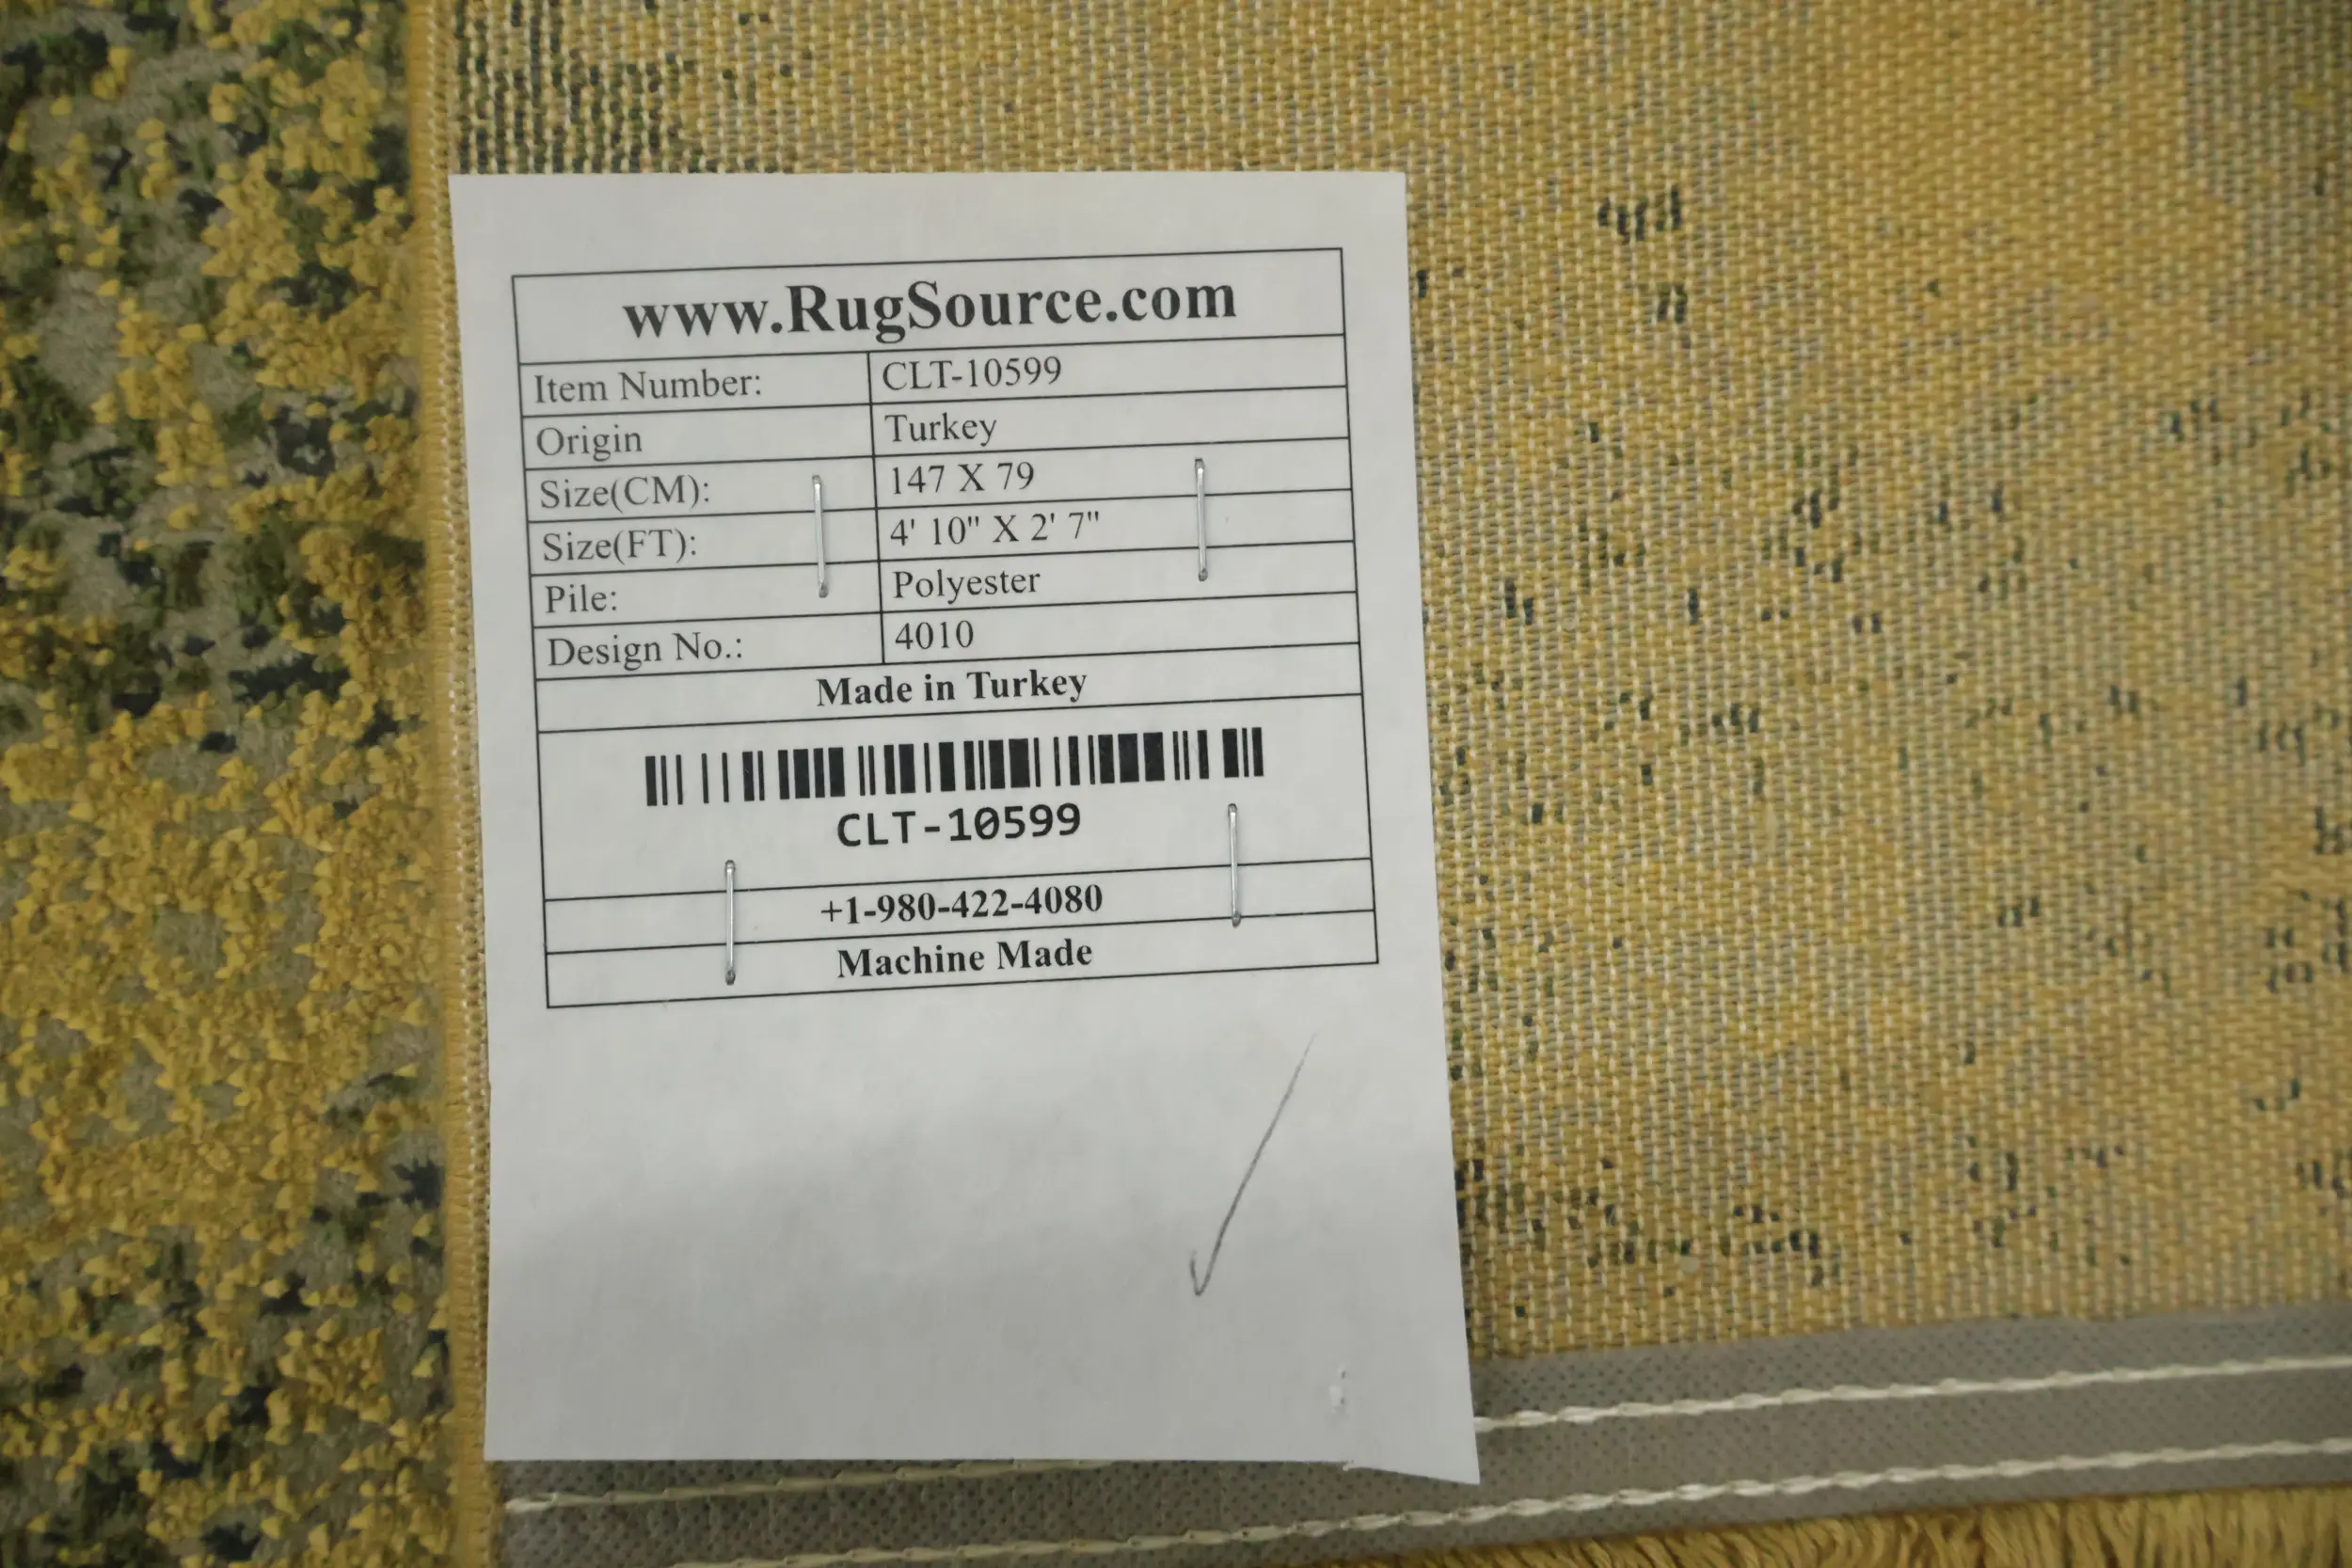 www.RugSource.com
Item Number: CLT-10599
Origin Turkey
Size(CM): 147 X 79
Size(FT): 4' 10" X 2' 7"
Pile: Polyester
Design No.: 4010
Made in Turkey
CLT-10599
+1-980-422-4080
Machine Made